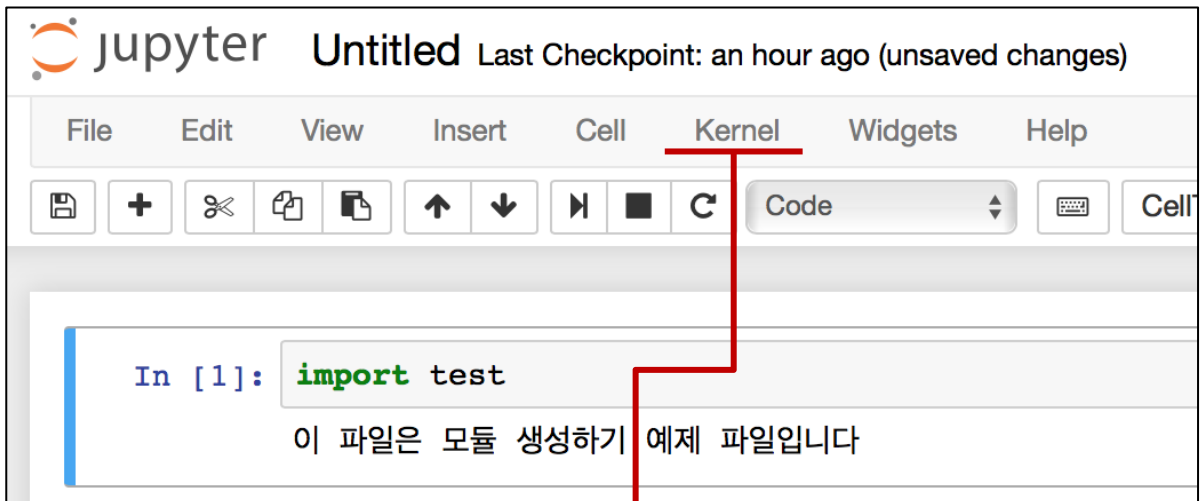 jupyter Untitled Last Checkpoint: an hour ago (unsaved changes)
File Edit View Insert Cell Kernel Widgets Help
Code CellT
In [1]: import test
이 파일은 모듈 생성하기 예제 파일입니다